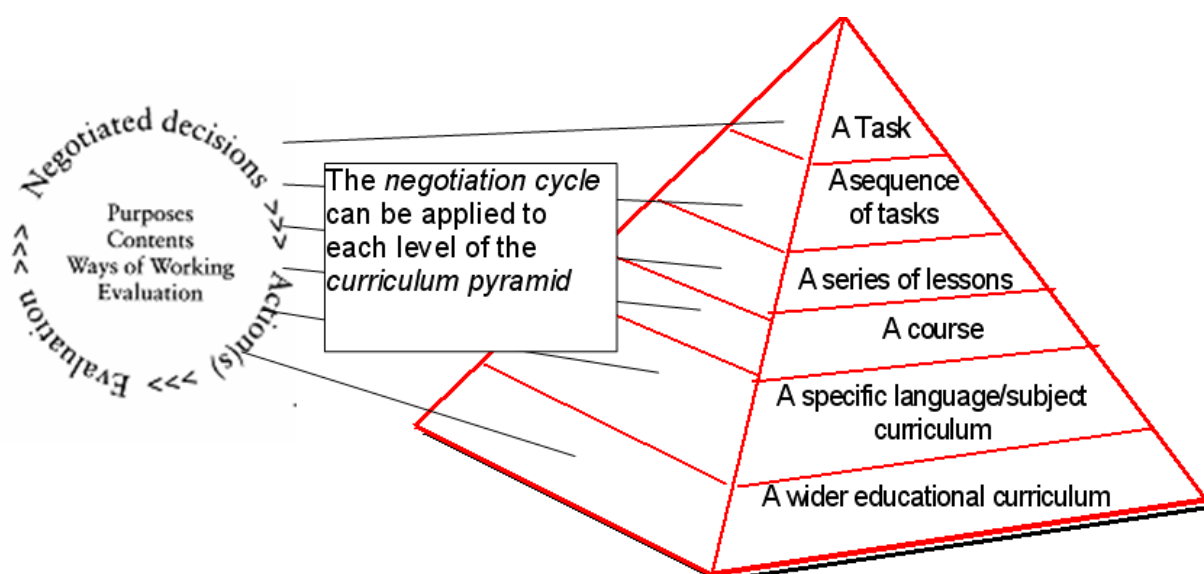 Negotiated decisions >>> Action(s) >>> Evaluation <<<
Purposes
Contents
Ways of Working
Evaluation
The negotiation cycle
can be applied to
each level of the
curriculum pyramid
A Task
A sequence
of tasks
A series of lessons
A course
A specific language/subject
curriculum
A wider educational curriculum